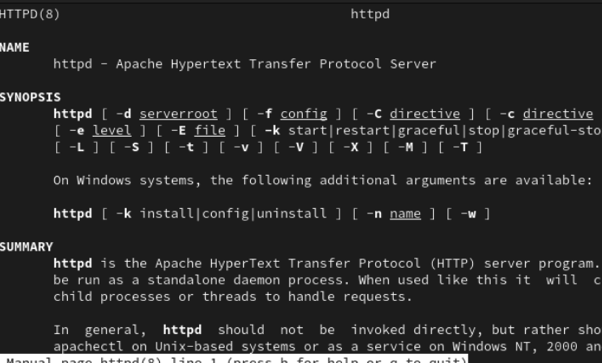 HTTPD(8) httpd
NAME
httpd - Apache Hypertext Transfer Protocol Server
SYNOPSIS
httpd [ -d serverroot ] [ -f config ] [ -C directive ] [ -c directive
[ -e level ] [ -E file ] [ -k start|restart|graceful|stop|graceful-sto
[ -L ] [ -S ] [ -t ] [ -v ] [ -V ] [ -X ] [ -M ] [ -T ]
On Windows systems, the following additional arguments are available:
httpd [ -k install|config|uninstall ] [ -n name ] [ -w ]
SUMMARY
httpd is the Apache HyperText Transfer Protocol (HTTP) server program.
be run as a standalone daemon process. When used like this it will c
child processes or threads to handle requests.
In general, httpd should not be invoked directly, but rather sho
apachectl on Unix-based systems or as a service on Windows NT, 2000 an
Manual page httpd(8) line 1 (press h for help or q to quit)